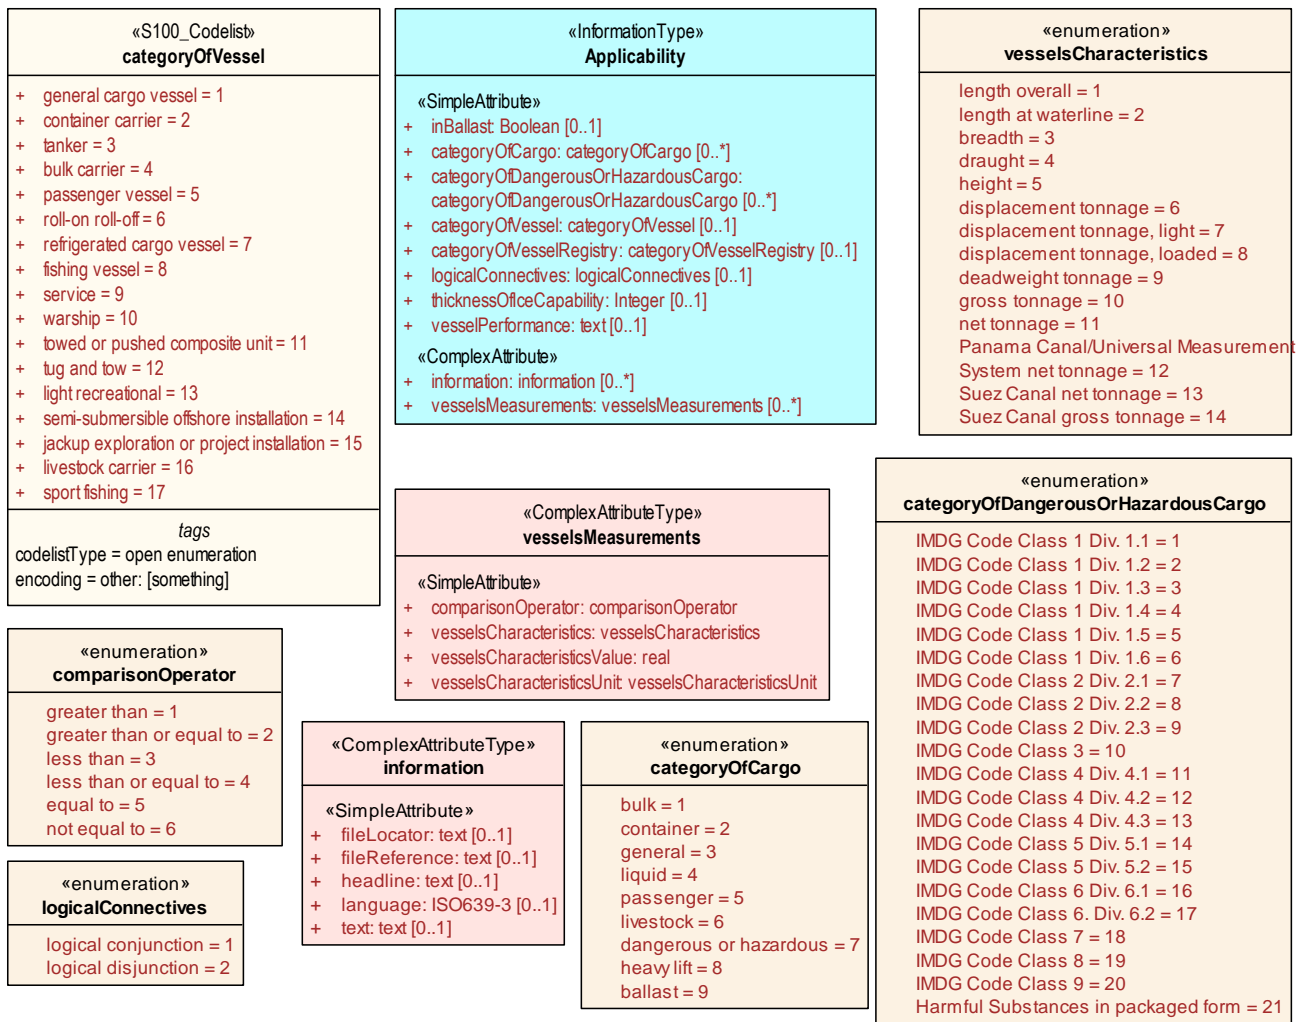 «S100_Codelist»
categoryOfVessel
+ general cargo vessel = 1
+ container carrier = 2
+ tanker = 3
+ bulk carrier = 4
+ passenger vessel = 5
+ roll-on roll-off = 6
+ refrigerated cargo vessel = 7
+ fishing vessel = 8
+ service = 9
+ warship = 10
+ towed or pushed composite unit = 11
+ tug and tow = 12
+ light recreational = 13
+ semi-submersible offshore installation = 14
+ jackup exploration or project installation = 15
+ livestock carrier = 16
+ sport fishing = 17
tags
codelistType = open enumeration
encoding = other: [something]
«InformationType»
Applicability
«SimpleAttribute»
+ inBallast: Boolean [0..1]
+ categoryOfCargo: categoryOfCargo [0..*]
+ categoryOfDangerousOrHazardousCargo:
categoryOfDangerousOrHazardousCargo [0..*]
+ categoryOfVessel: categoryOfVessel [0..1]
+ categoryOfVesselRegistry: categoryOfVesselRegistry [0..1]
+ logicalConnectives: logicalConnectives [0..1]
+ thicknessOfIceCapability: Integer [0..1]
+ vesselPerformance: text [0..1]
«ComplexAttribute»
+ information: information [0..*]
+ vesselsMeasurements: vesselsMeasurements [0..*]
«enumeration»
vesselsCharacteristics
length overall = 1
length at waterline = 2
breadth = 3
draught = 4
height = 5
displacement tonnage = 6
displacement tonnage, light = 7
displacement tonnage, loaded = 8
deadweight tonnage = 9
gross tonnage = 10
net tonnage = 11
Panama Canal/Universal Measurement
System net tonnage = 12
Suez Canal net tonnage = 13
Suez Canal gross tonnage = 14
«ComplexAttributeType»
vesselsMeasurements
«SimpleAttribute»
+ comparisonOperator: comparisonOperator
+ vesselsCharacteristics: vesselsCharacteristics
+ vesselsCharacteristicsValue: real
+ vesselsCharacteristicsUnit: vesselsCharacteristicsUnit
«enumeration»
categoryOfDangerousOrHazardousCargo
IMDG Code Class 1 Div. 1.1 = 1
IMDG Code Class 1 Div. 1.2 = 2
IMDG Code Class 1 Div. 1.3 = 3
IMDG Code Class 1 Div. 1.4 = 4
IMDG Code Class 1 Div. 1.5 = 5
IMDG Code Class 1 Div. 1.6 = 6
IMDG Code Class 2 Div. 2.1 = 7
IMDG Code Class 2 Div. 2.2 = 8
IMDG Code Class 2 Div. 2.3 = 9
IMDG Code Class 3 = 10
IMDG Code Class 4 Div. 4.1 = 11
IMDG Code Class 4 Div. 4.2 = 12
IMDG Code Class 4 Div. 4.3 = 13
IMDG Code Class 5 Div. 5.1 = 14
IMDG Code Class 5 Div. 5.2 = 15
IMDG Code Class 6 Div. 6.1 = 16
IMDG Code Class 6. Div. 6.2 = 17
IMDG Code Class 7 = 18
IMDG Code Class 8 = 19
IMDG Code Class 9 = 20
Harmful Substances in packaged form = 21
«enumeration»
comparisonOperator
greater than = 1
greater than or equal to = 2
less than = 3
less than or equal to = 4
equal to = 5
not equal to = 6
«ComplexAttributeType»
information
«SimpleAttribute»
+ fileLocator: text [0..1]
+ fileReference: text [0..1]
+ headline: text [0..1]
+ language: ISO639-3 [0..1]
+ text: text [0..1]
«enumeration»
categoryOfCargo
bulk = 1
container = 2
general = 3
liquid = 4
passenger = 5
livestock = 6
dangerous or hazardous = 7
heavy lift = 8
ballast = 9
«enumeration»
logicalConnectives
logical conjunction = 1
logical disjunction = 2